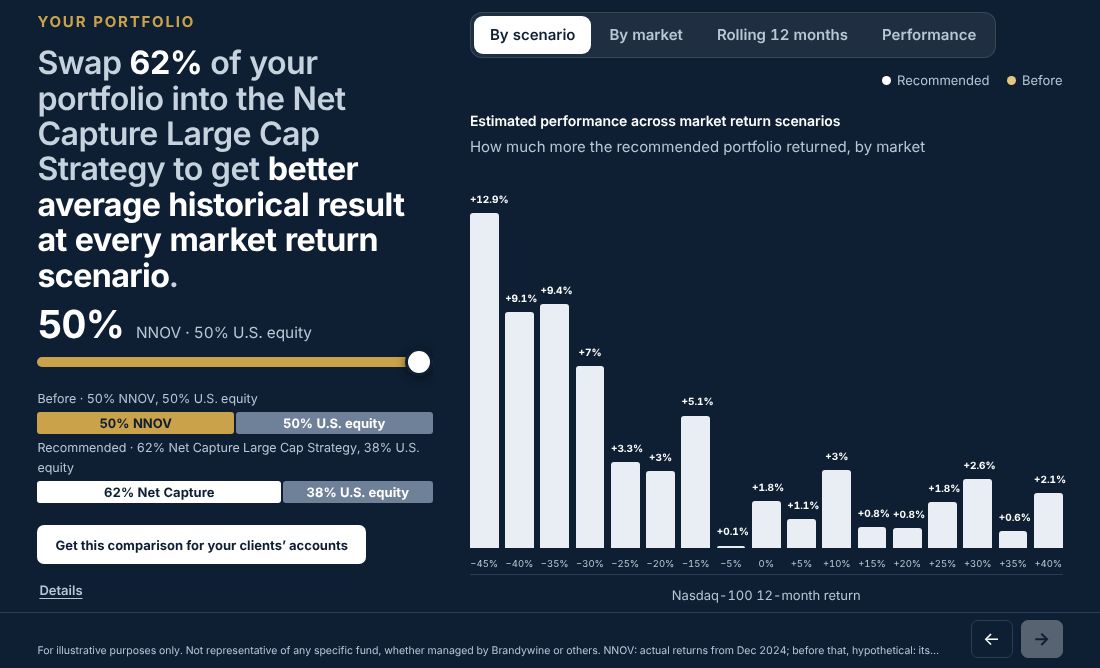 YOUR PORTFOLIO
Swap 62% of your
portfolio into the Net
Capture Large Cap
Strategy to get better
average historical result
at every market return
scenario.
50% NNOV · 50% U.S. equity
Before · 50% NNOV, 50% U.S. equity
50% NNOV 50% U.S. equity
Recommended · 62% Net Capture Large Cap Strategy, 38% U.S.
equity
62% Net Capture 38% U.S. equity
Get this comparison for your clients’ accounts
Details
By scenario By market Rolling 12 months Performance
Recommended Before
Estimated performance across market return scenarios
How much more the recommended portfolio returned, by market
+12.9% +9.1% +9.4% +7% +3.3% +3% +5.1% +0.1% +1.8% +1.1% +3% +0.8% +0.8% +1.8% +2.6% +0.6% +2.1%
−45% −40% −35% −30% −25% −20% −15% −5% 0% +5% +10% +15% +20% +25% +30% +35% +40%
Nasdaq-100 12-month return
For illustrative purposes only. Not representative of any specific fund, whether managed by Brandywine or others. NNOV: actual returns from Dec 2024; before that, hypothetical: its…